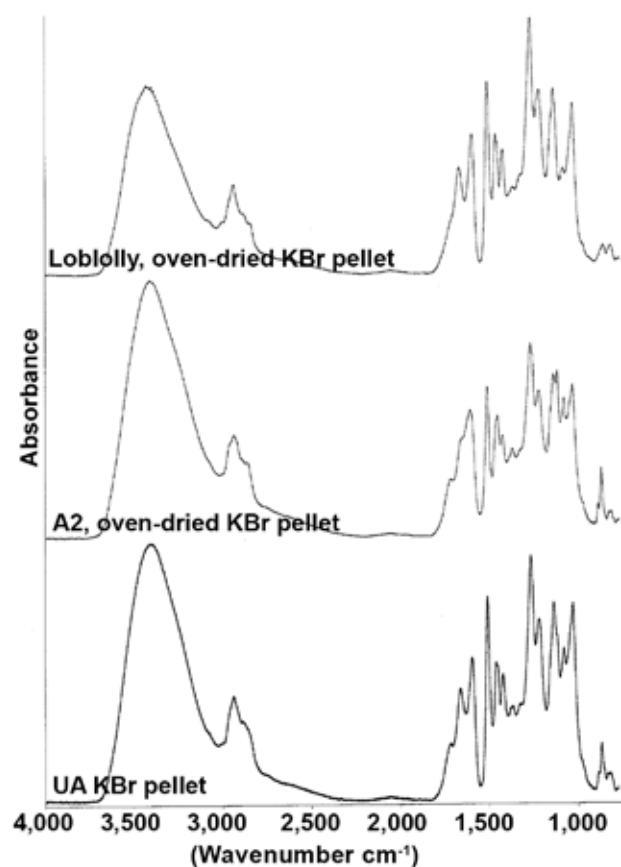 Loblolly, oven-dried KBr pellet
A2, oven-dried KBr pellet
UA KBr pellet
Absorbance
4,000 3,500 3,000 2,500 2,000 1,500 1,000
(Wavenumber cm⁻¹)